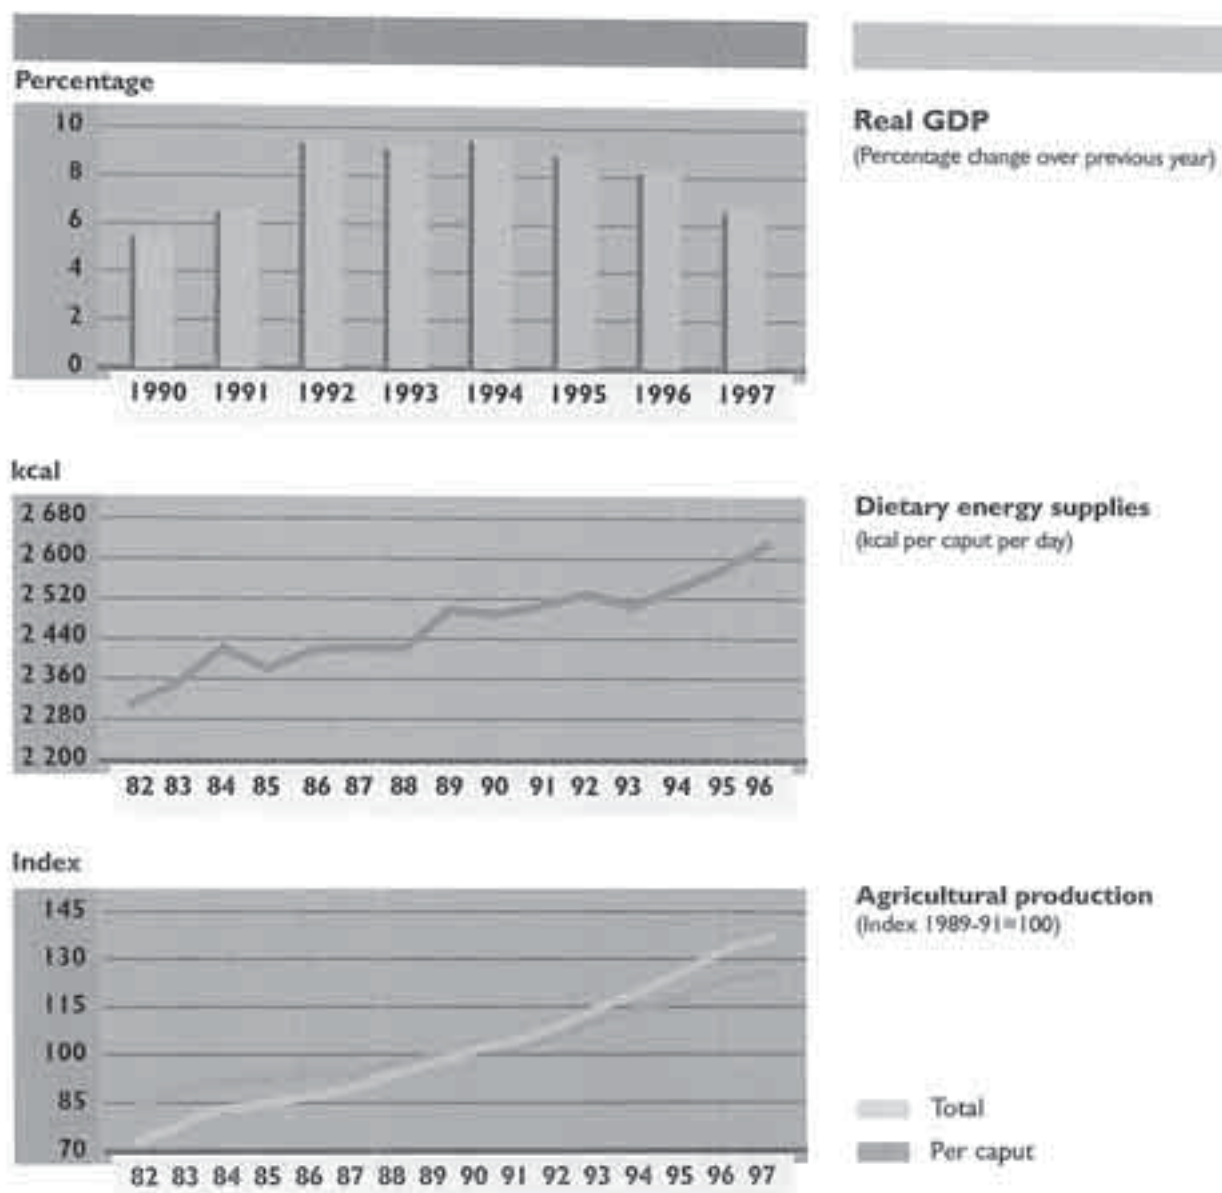 Percentage
10
8
6
4
2
0
1990 1991 1992 1993 1994 1995 1996 1997
Real GDP
(Percentage change over previous year)
kcal
2 680
2 600
2 520
2 440
2 360
2 280
2 200
82 83 84 85 86 87 88 89 90 91 92 93 94 95 96
Dietary energy supplies
(kcal per caput per day)
Index
145
130
115
100
85
70
82 83 84 85 86 87 88 89 90 91 92 93 94 95 96 97
Agricultural production
(Index 1989-91=100)
Total
Per caput